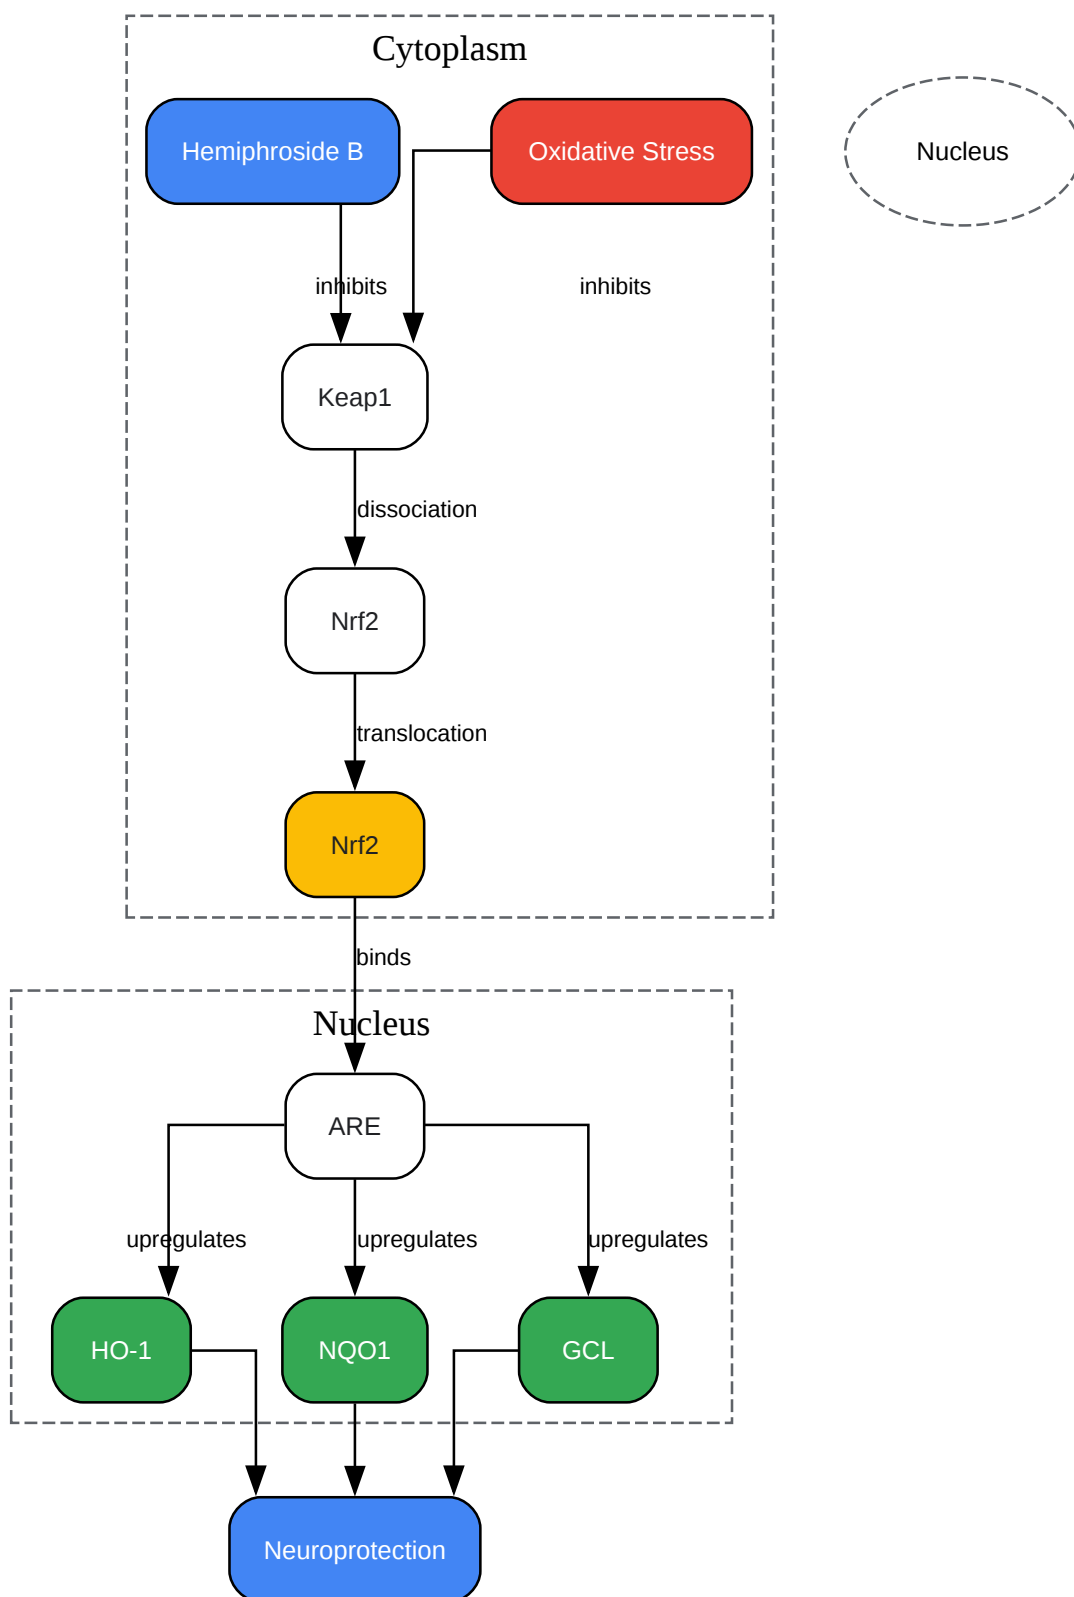 Cytoplasm
Hemiphroside B
Oxidative Stress
Nucleus
inhibits
inhibits
Keap1
dissociation
Nrf2
translocation
Nrf2
binds
Nucleus
ARE
upregulates
upregulates
upregulates
HO-1
NQO1
GCL
Neuroprotection